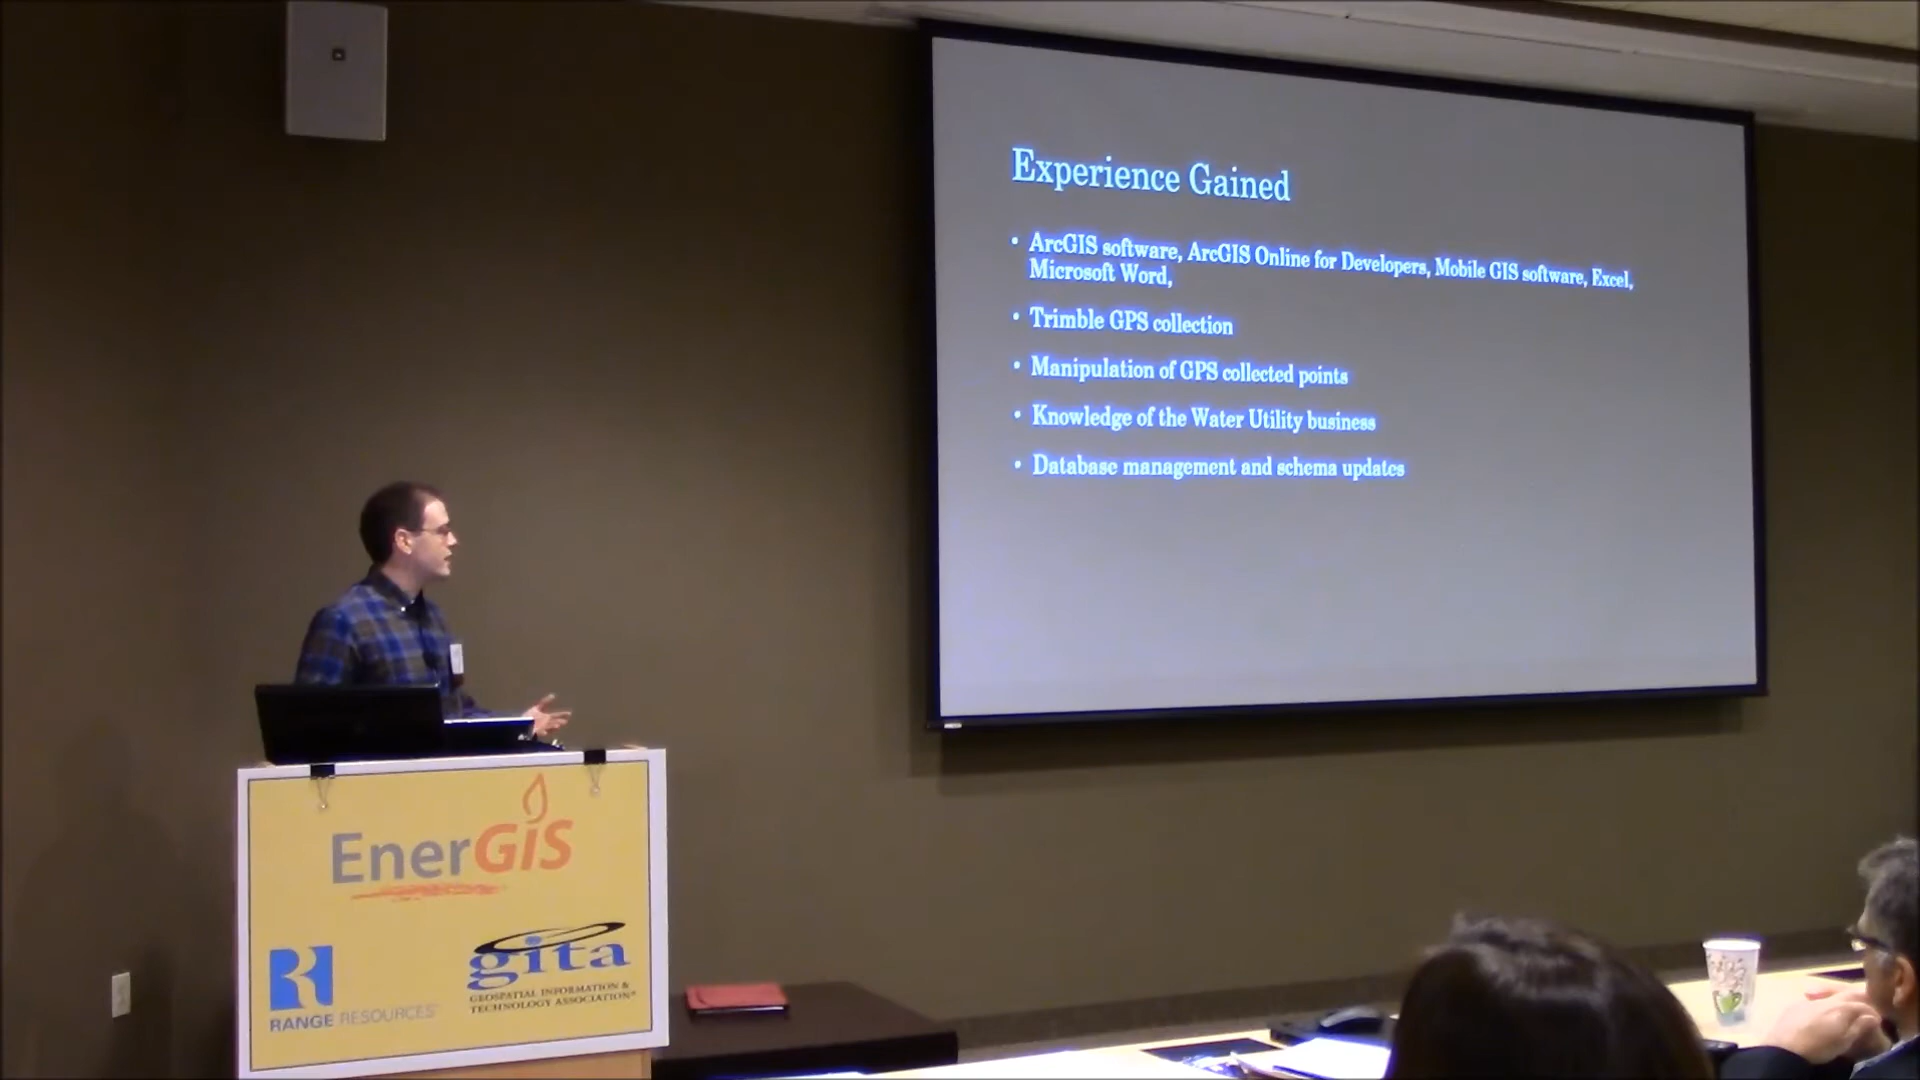 Experience Gained
• ArcGIS software, ArcGIS Online for Developers, Mobile GIS software, Excel,
Microsoft Word,
• Trimble GPS collection
• Manipulation of GPS collected points
• Knowledge of the Water Utility business
• Database management and schema updates
EnerGIS
RANGE RESOURCES
gita
GEOSPATIAL INFORMATION &
TECHNOLOGY ASSOCIATION®